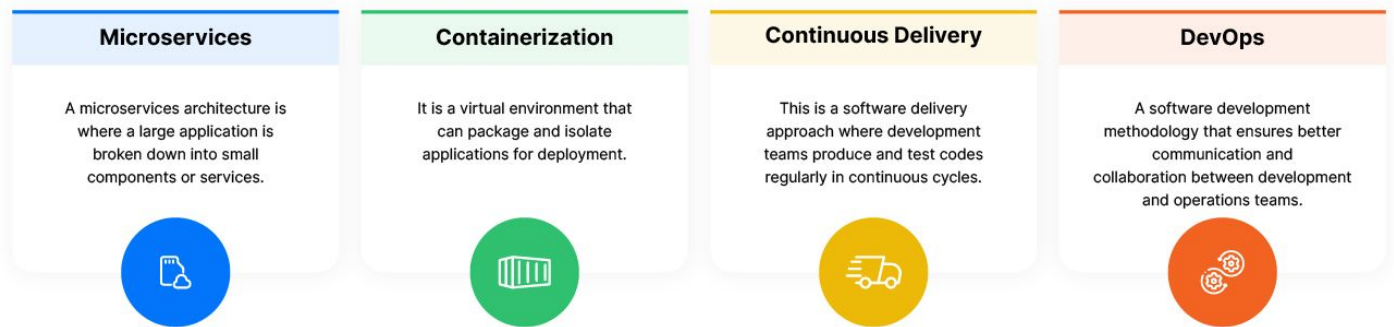 Microservices
A microservices architecture is
where a large application is
broken down into small
components or services.
Containerization
It is a virtual environment that
can package and isolate
applications for deployment.
Continuous Delivery
This is a software delivery
approach where development
teams produce and test codes
regularly in continuous cycles.
DevOps
A software development
methodology that ensures better
communication and
collaboration between development
and operations teams.